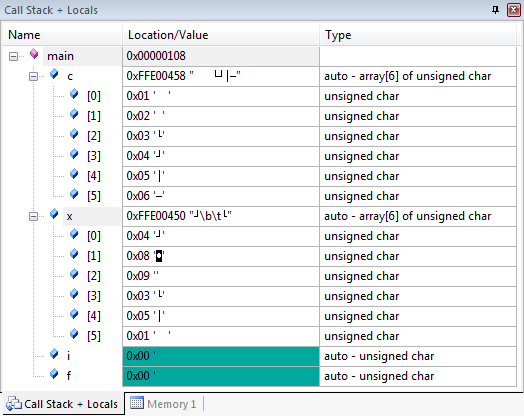 Call Stack + Locals
Name Location/Value Type
main 0x00000108
c 0xFFE00458 "    └┘│─" auto - array[6] of unsigned char
[0] 0x01 '  ' unsigned char
[1] 0x02 ' ' unsigned char
[2] 0x03 '└' unsigned char
[3] 0x04 '┘' unsigned char
[4] 0x05 '│' unsigned char
[5] 0x06 '─' unsigned char
x 0xFFE00450 "┘\b\t└" auto - array[6] of unsigned char
[0] 0x04 '┘' unsigned char
[1] 0x08 '◘' unsigned char
[2] 0x09 '' unsigned char
[3] 0x03 '└' unsigned char
[4] 0x05 '│' unsigned char
[5] 0x01 '  ' unsigned char
i 0x00 ' auto - unsigned char
f 0x00 ' auto - unsigned char
Call Stack + Locals Memory 1